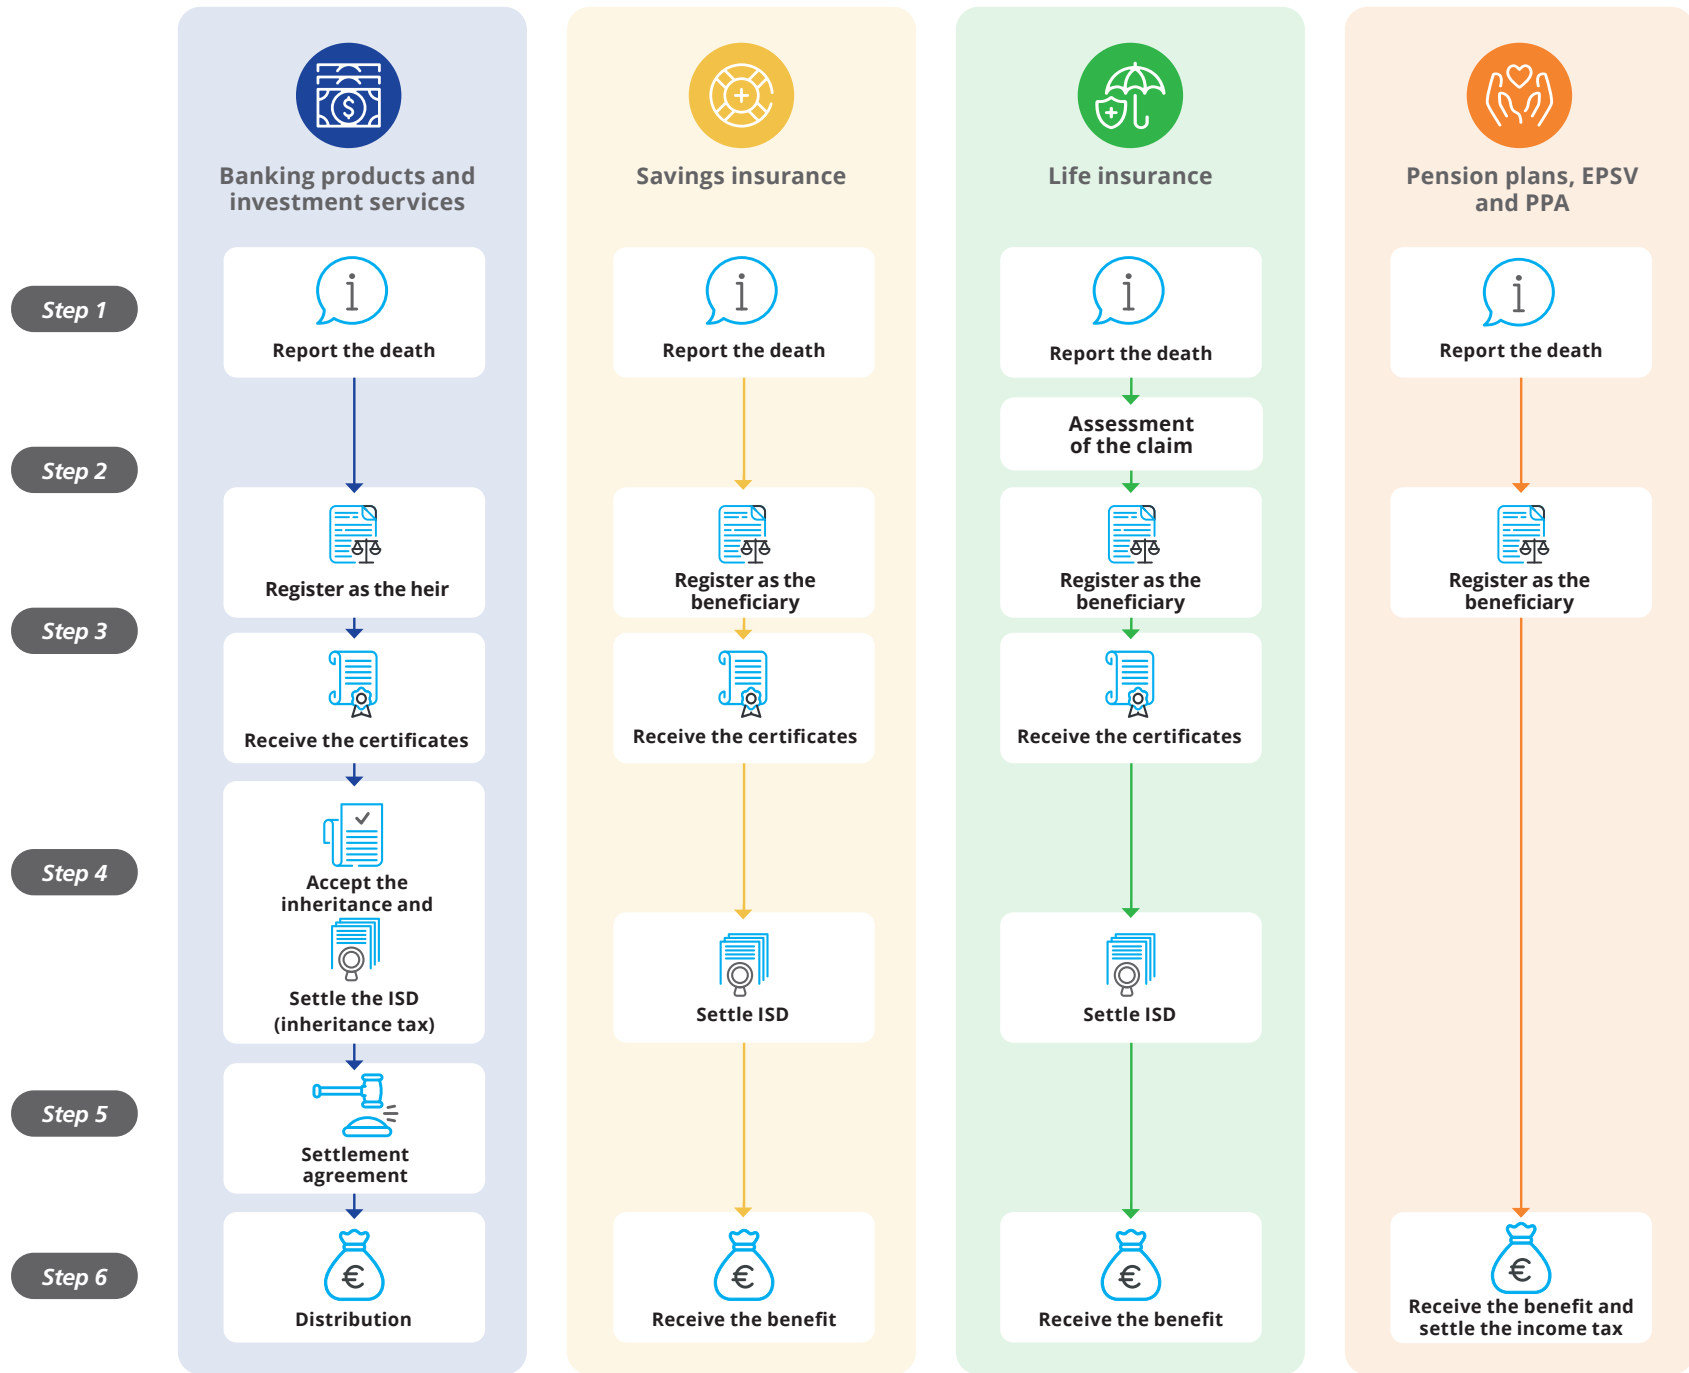 Banking products and
investment services
Savings insurance
Life insurance
Pension plans, EPSV
and PPA
Step 1
Report the death
Report the death
Report the death
Report the death
Step 2
Assessment
of the claim
Register as the heir
Register as the
beneficiary
Register as the
beneficiary
Register as the
beneficiary
Step 3
Receive the certificates
Receive the certificates
Receive the certificates
Step 4
Accept the
inheritance and
Settle the ISD
(inheritance tax)
Settle ISD
Settle ISD
Step 5
Settlement
agreement
Step 6
Distribution
Receive the benefit
Receive the benefit
Receive the benefit and
settle the income tax